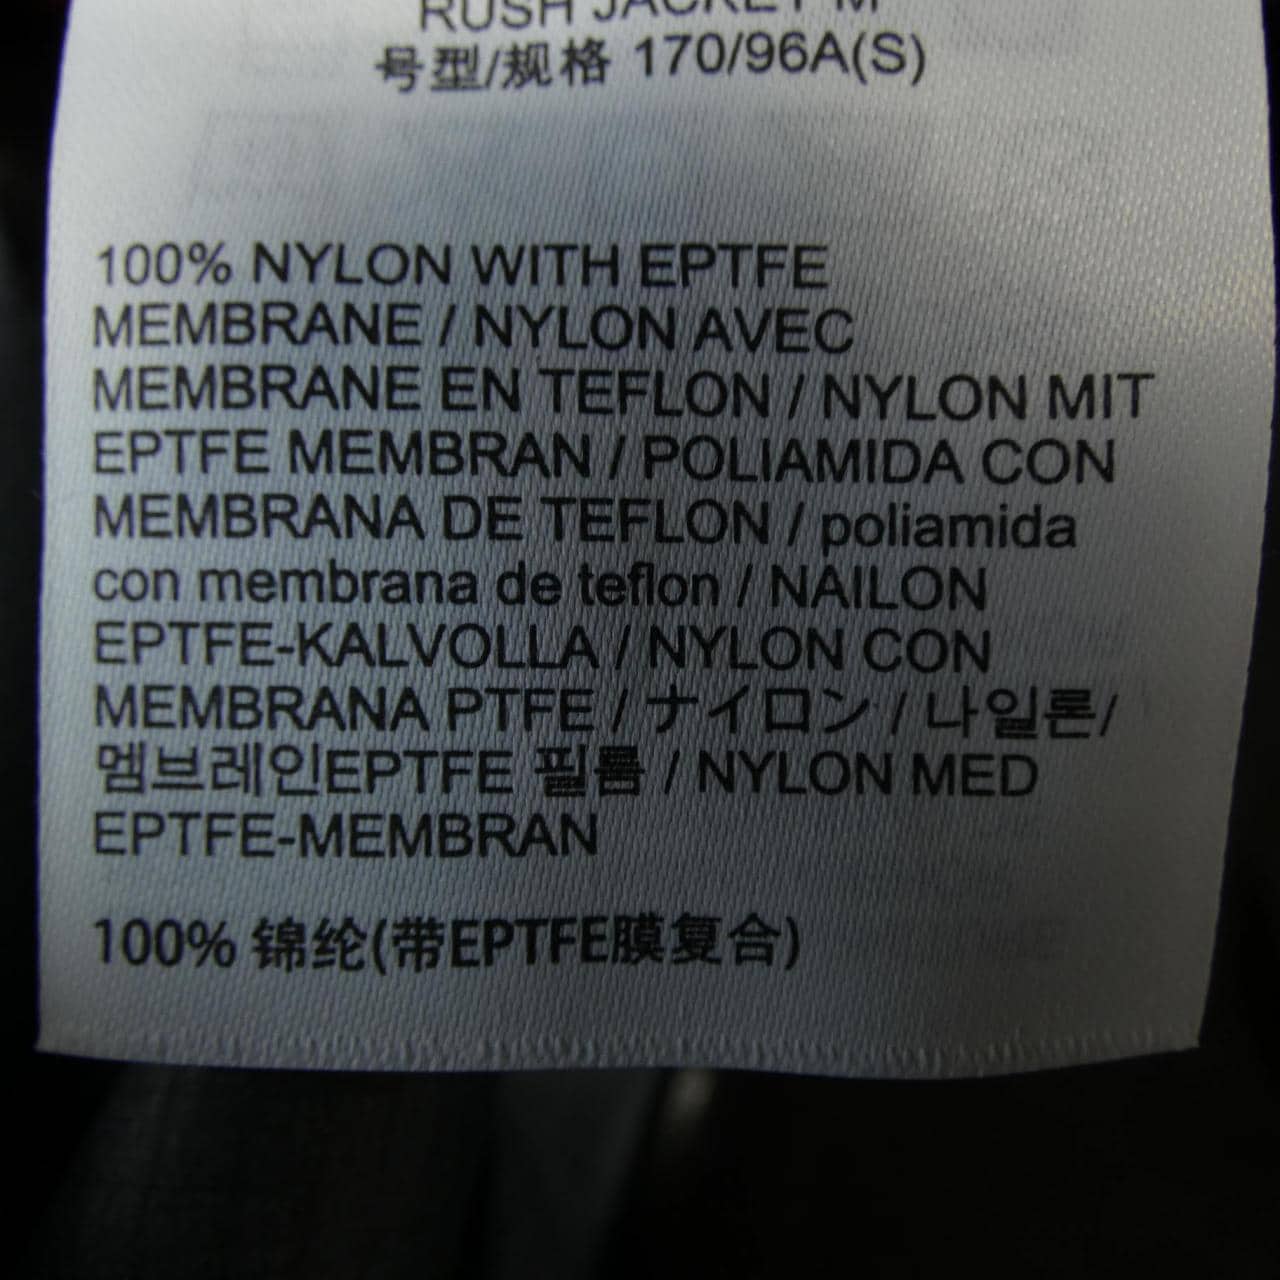 RUSH JACKET M
号型/规格 170/96A(S)
100% NYLON WITH EPTFE
MEMBRANE / NYLON AVEC
MEMBRANE EN TEFLON / NYLON MIT
EPTFE MEMBRAN / POLIAMIDA CON
MEMBRANA DE TEFLON / poliamida
con membrana de teflon / NAILON
EPTFE-KALVOLLA / NYLON CON
MEMBRANA PTFE / ナイロン / 나일론/
멤브레인EPTFE 필름 / NYLON MED
EPTFE-MEMBRAN
100% 锦纶(带EPTFE膜复合)